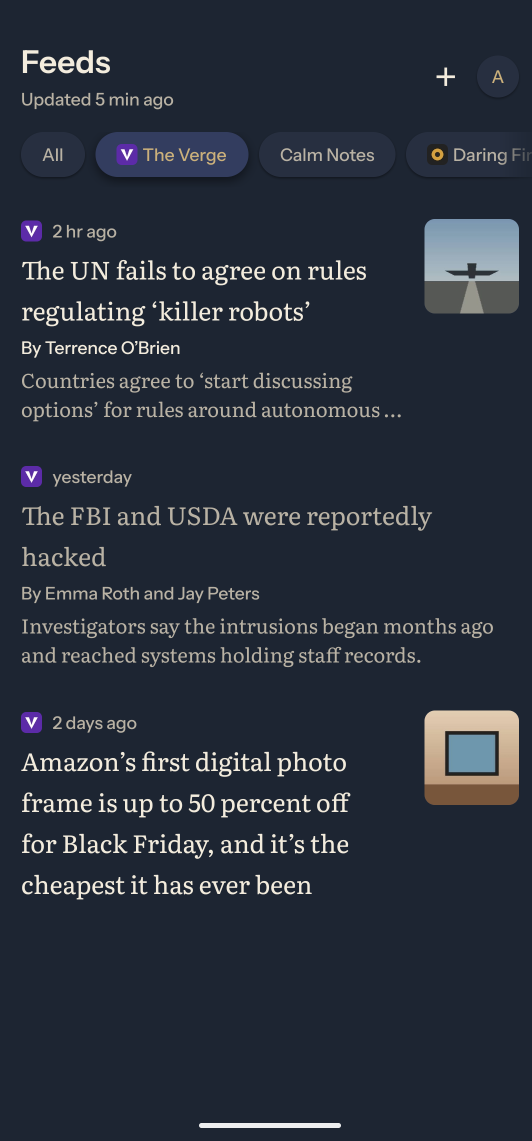 Feeds
Updated 5 min ago
A
All
The Verge
Calm Notes
Daring Fir
2 hr ago
The UN fails to agree on rules
regulating ‘killer robots’
By Terrence O’Brien
Countries agree to ‘start discussing
options’ for rules around autonomous ...
yesterday
The FBI and USDA were reportedly
hacked
By Emma Roth and Jay Peters
Investigators say the intrusions began months ago
and reached systems holding staff records.
2 days ago
Amazon’s first digital photo
frame is up to 50 percent off
for Black Friday, and it’s the
cheapest it has ever been